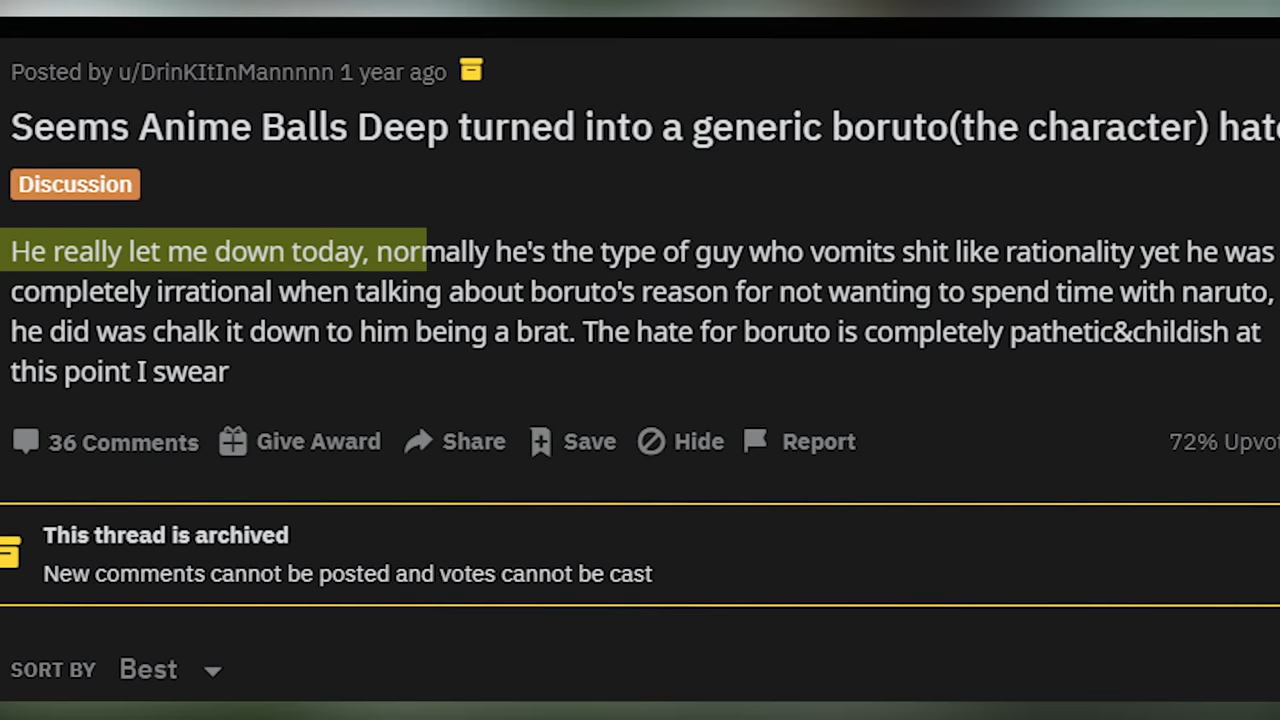 Posted by u/DrinKItInMannnnn 1 year ago
Seems Anime Balls Deep turned into a generic boruto(the character) hat
Discussion
He really let me down today, normally he's the type of guy who vomits shit like rationality yet he was
completely irrational when talking about boruto's reason for not wanting to spend time with naruto,
he did was chalk it down to him being a brat. The hate for boruto is completely pathetic&childish at
this point I swear
36 Comments Give Award Share Save Hide Report 72% Upvo
This thread is archived
New comments cannot be posted and votes cannot be cast
SORT BY Best